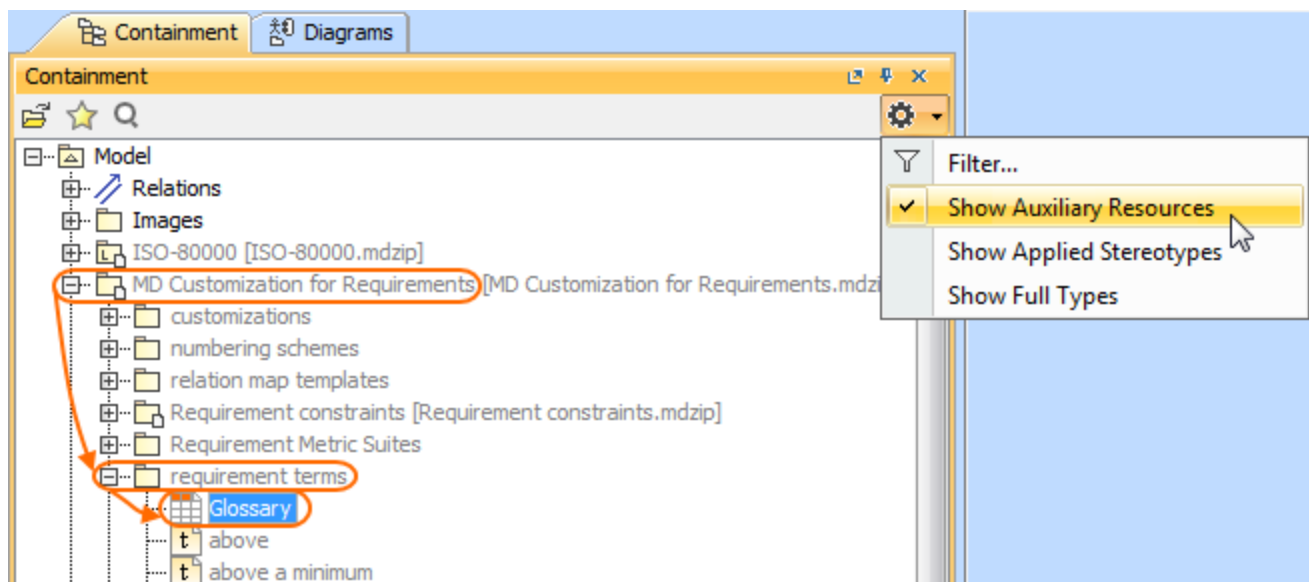 Containment
Diagrams
Containment
Model
Relations
Images
ISO-80000 [ISO-80000.mdzip]
MD Customization for Requirements [MD Customization for Requirements.mdzi
customizations
numbering schemes
relation map templates
Requirement constraints [Requirement constraints.mdzip]
Requirement Metric Suites
requirement terms
Glossary
t above
t above a minimum
Filter...
Show Auxiliary Resources
Show Applied Stereotypes
Show Full Types